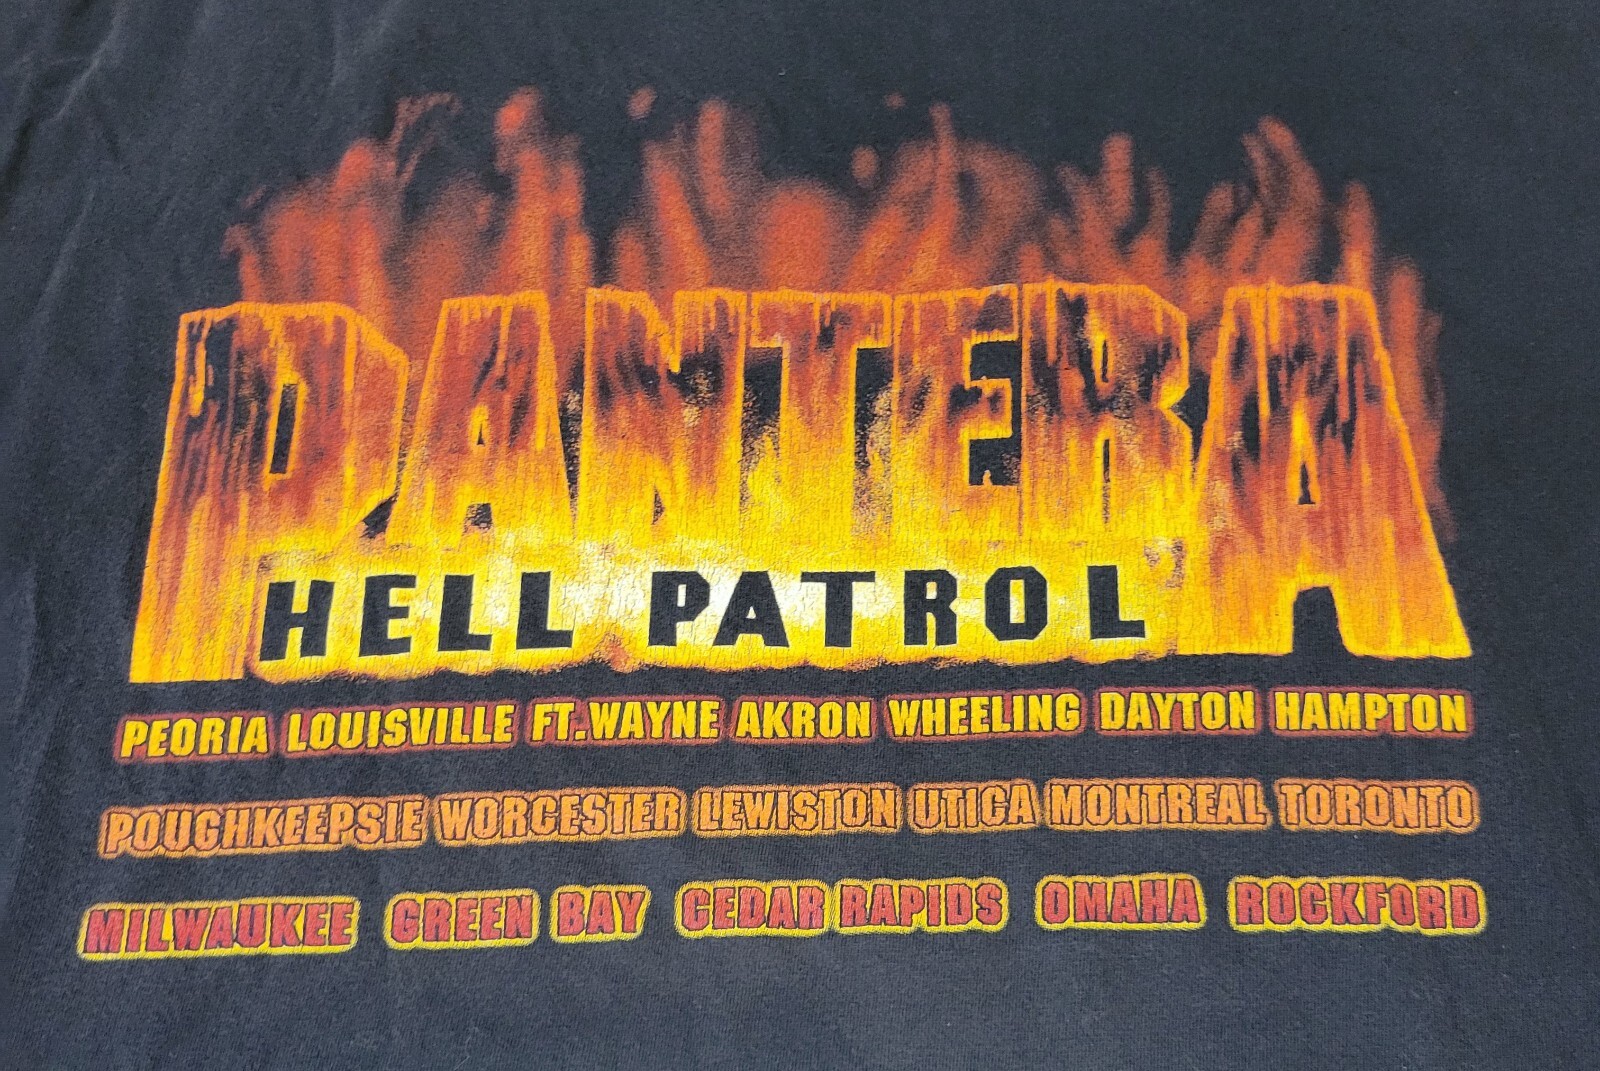 PANTERA
HELL PATROL
PEORIA LOUISVILLE FT.WAYNE AKRON WHEELING DAYTON HAMPTON
POUGHKEEPSIE WORCESTER LEWISTON UTICA MONTREAL TORONTO
MILWAUKEE GREEN BAY CEDAR RAPIDS OMAHA ROCKFORD